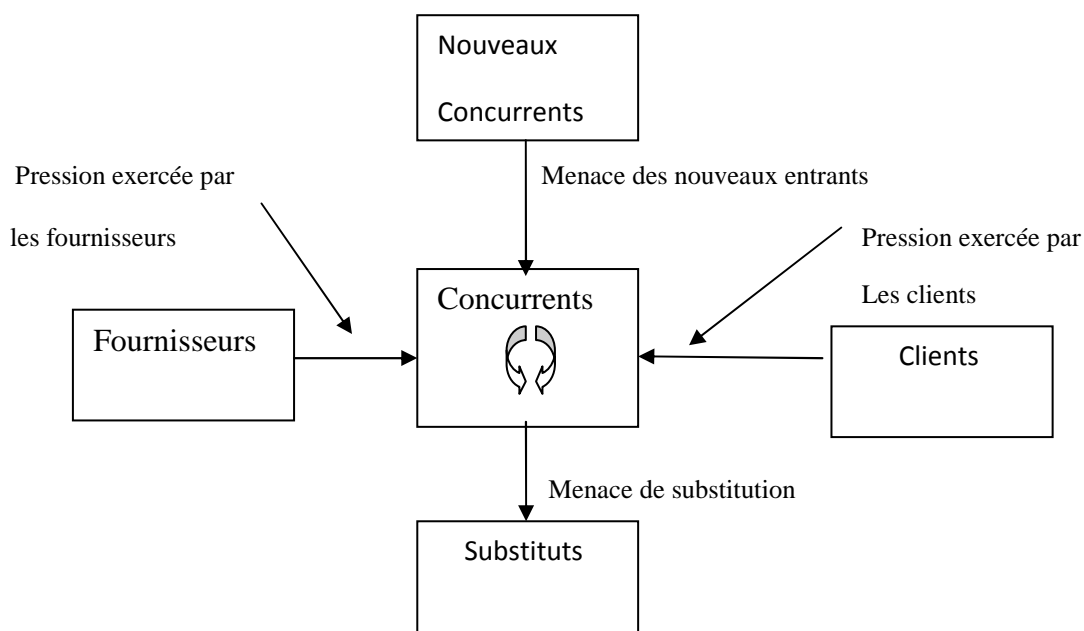 Nouveaux
Concurrents
Menace des nouveaux entrants
Pression exercée par
les fournisseurs
Pression exercée par
Les clients
Concurrents
Fournisseurs
Clients
Menace de substitution
Substituts